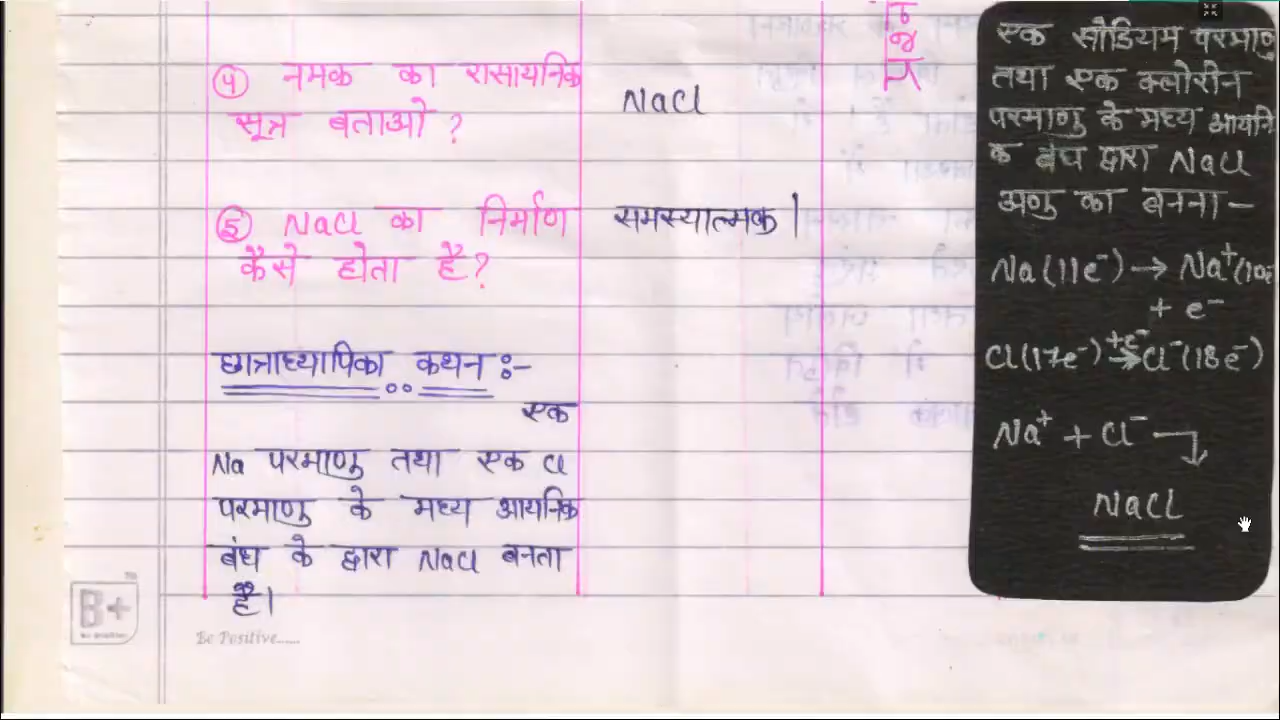 ④ नमक का रासायनिक
सूत्र बताओ ?
NaCl
⑤ NaCl का निर्माण
कैसे होता है?
समस्यात्मक |
छात्राध्यापिका कथन :-
एक
Na परमाणु तथा एक Cl
परमाणु के मध्य आयनिक
बंध के द्वारा NaCl बनता
है।
B+
Be Positive......
एक सोडियम परमाणु
तथा एक क्लोरीन
परमाणु के मध्य आयनि
क बंध द्वारा NaCl
अणु का बनना –
Na (11e⁻) → Na⁺(10e
+ e⁻
Cl(17e⁻) +e⁻→ Cl⁻(18e⁻)
Na⁺ + Cl⁻
NaCl